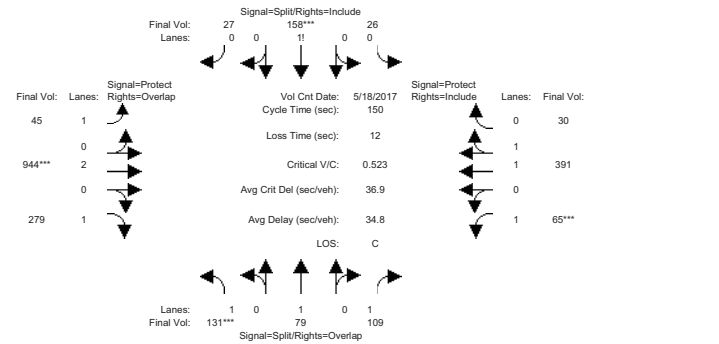 Signal=Split/Rights=Include
Final Vol: 27 158*** 26
Lanes: 0 0 1! 0 0
Signal=Protect
Final Vol: Lanes: Rights=Overlap
Vol Cnt Date: 5/18/2017
Signal=Protect
Rights=Include Lanes: Final Vol:
Cycle Time (sec): 150
45 1
0 30
Loss Time (sec): 12
0
1
944*** 2
Critical V/C: 0.523
1 391
0
Avg Crit Del (sec/veh): 36.9
0
279 1
Avg Delay (sec/veh): 34.8
1 65***
LOS: C
Lanes: 1 0 1 0 1
Final Vol: 131*** 79 109
Signal=Split/Rights=Overlap